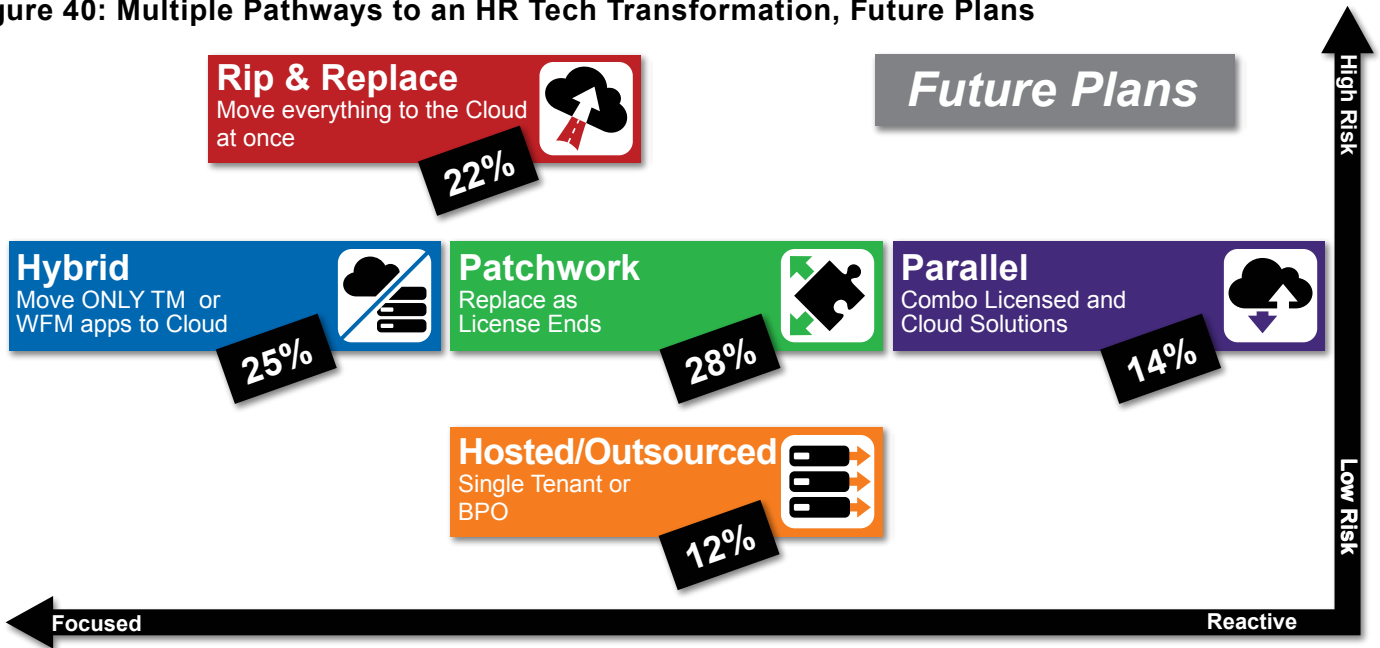 gure 40: Multiple Pathways to an HR Tech Transformation, Future Plans
Rip & Replace
Move everything to the Cloud
at once
22%
Future Plans
High Risk
Hybrid
Move ONLY TM or
WFM apps to Cloud
25%
Patchwork
Replace as
License Ends
28%
Parallel
Combo Licensed and
Cloud Solutions
14%
Hosted/Outsourced
Single Tenant or
BPO
12%
Low Risk
Focused
Reactive